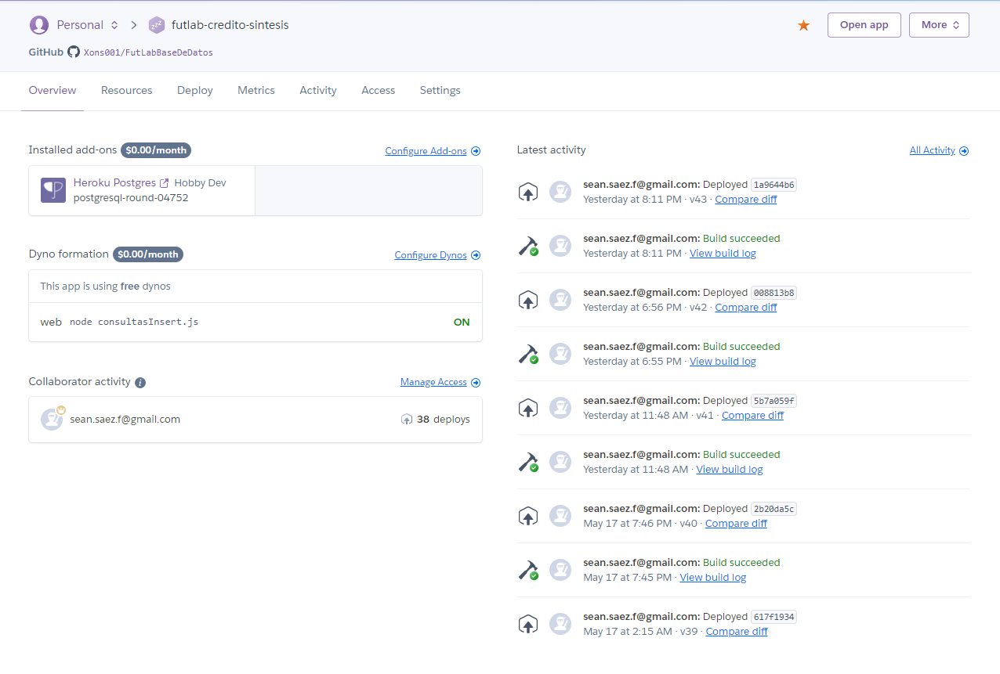 Personal futlab-credito-sintesis
Open app More
GitHub Xons001/FutLabBaseDeDatos
Overview Resources Deploy Metrics Activity Access Settings
Installed add-ons $0.00/month Configure Add-ons
Heroku Postgres Hobby Dev
postgresql-round-04752
Dyno formation $0.00/month Configure Dynos
This app is using free dynos
web node consultasInsert.js ON
Collaborator activity Manage Access
sean.saez.f@gmail.com 38 deploys
Latest activity All Activity
sean.saez.f@gmail.com: Deployed 1a9644b6
Yesterday at 8:11 PM · v43 · Compare diff
sean.saez.f@gmail.com: Build succeeded
Yesterday at 8:11 PM · View build log
sean.saez.f@gmail.com: Deployed 008813b8
Yesterday at 6:56 PM · v42 · Compare diff
sean.saez.f@gmail.com: Build succeeded
Yesterday at 6:55 PM · View build log
sean.saez.f@gmail.com: Deployed 5b7a059f
Yesterday at 11:48 AM · v41 · Compare diff
sean.saez.f@gmail.com: Build succeeded
Yesterday at 11:48 AM · View build log
sean.saez.f@gmail.com: Deployed 2b20da5c
May 17 at 7:46 PM · v40 · Compare diff
sean.saez.f@gmail.com: Build succeeded
May 17 at 7:45 PM · View build log
sean.saez.f@gmail.com: Deployed 617f1934
May 17 at 2:15 AM · v39 · Compare diff